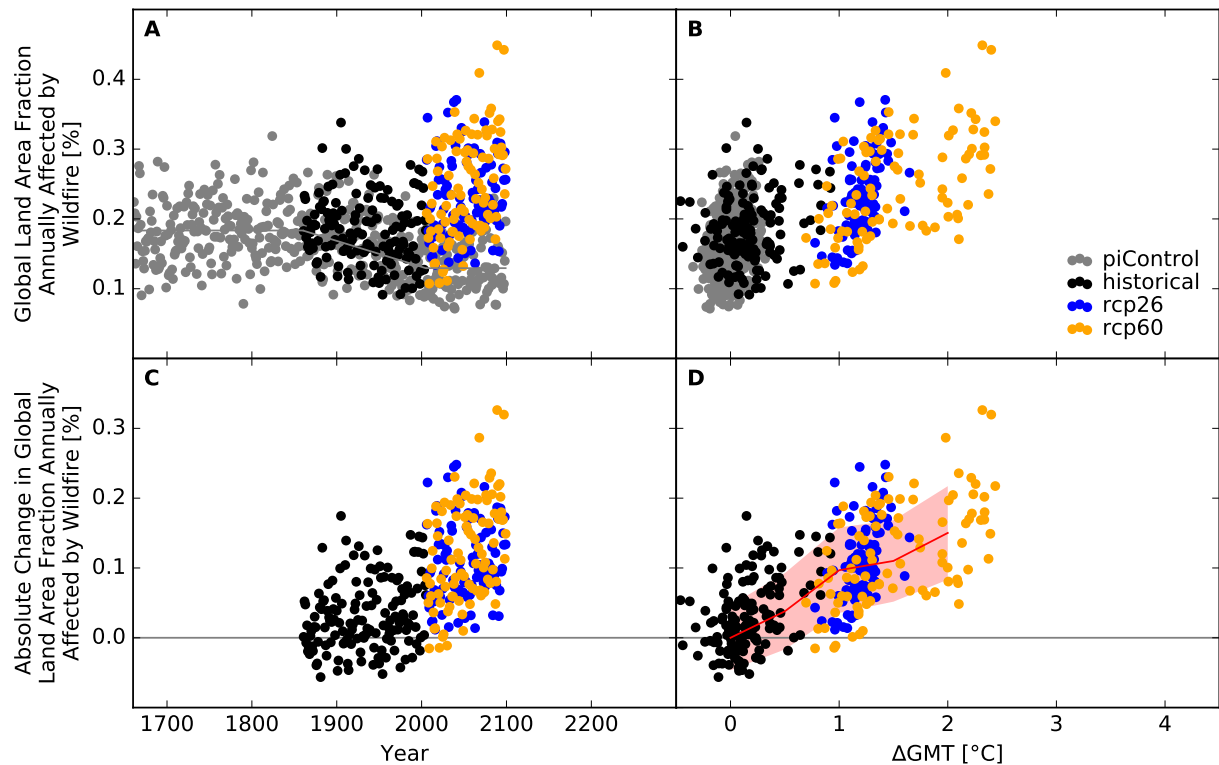 A
B
Global Land Area Fraction
Annually Affected by
Wildfire [%]
0.4
0.3
0.2
0.1
piControl
historical
rcp26
rcp60
C
D
Absolute Change in Global
Land Area Fraction Annually
Affected by Wildfire [%]
0.3
0.2
0.1
0.0
1700 1800 1900 2000 2100 2200
0 1 2 3 4
Year
ΔGMT [°C]